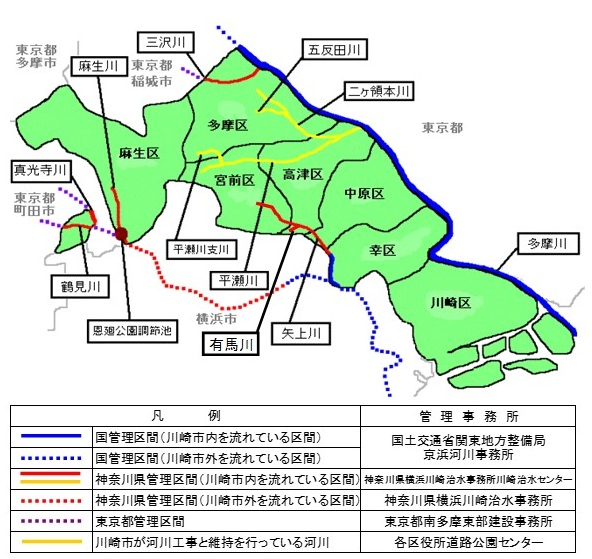 東京都
多摩市
麻生川
三沢川
東京都
稲城市
五反田川
二ヶ領本川
東京都
多摩区
麻生区
真光寺川
宮前区
高津区
中原区
東京都
町田市
幸区
多摩川
平瀬川支川
平瀬川
鶴見川
川崎区
恩廻公園調節池
横浜市
有馬川
矢上川
凡　例
管理事務所
国管理区間(川崎市内を流れている区間)
国土交通省関東地方整備局
京浜河川事務所
国管理区間(川崎市外を流れている区間)
神奈川県管理区間(川崎市内を流れている区間)
神奈川県横浜川崎治水事務所川崎治水センター
神奈川県管理区間(川崎市外を流れている区間)
神奈川県横浜川崎治水事務所
東京都管理区間
東京都南多摩東部建設事務所
川崎市が河川工事と維持を行っている河川
各区役所道路公園センター